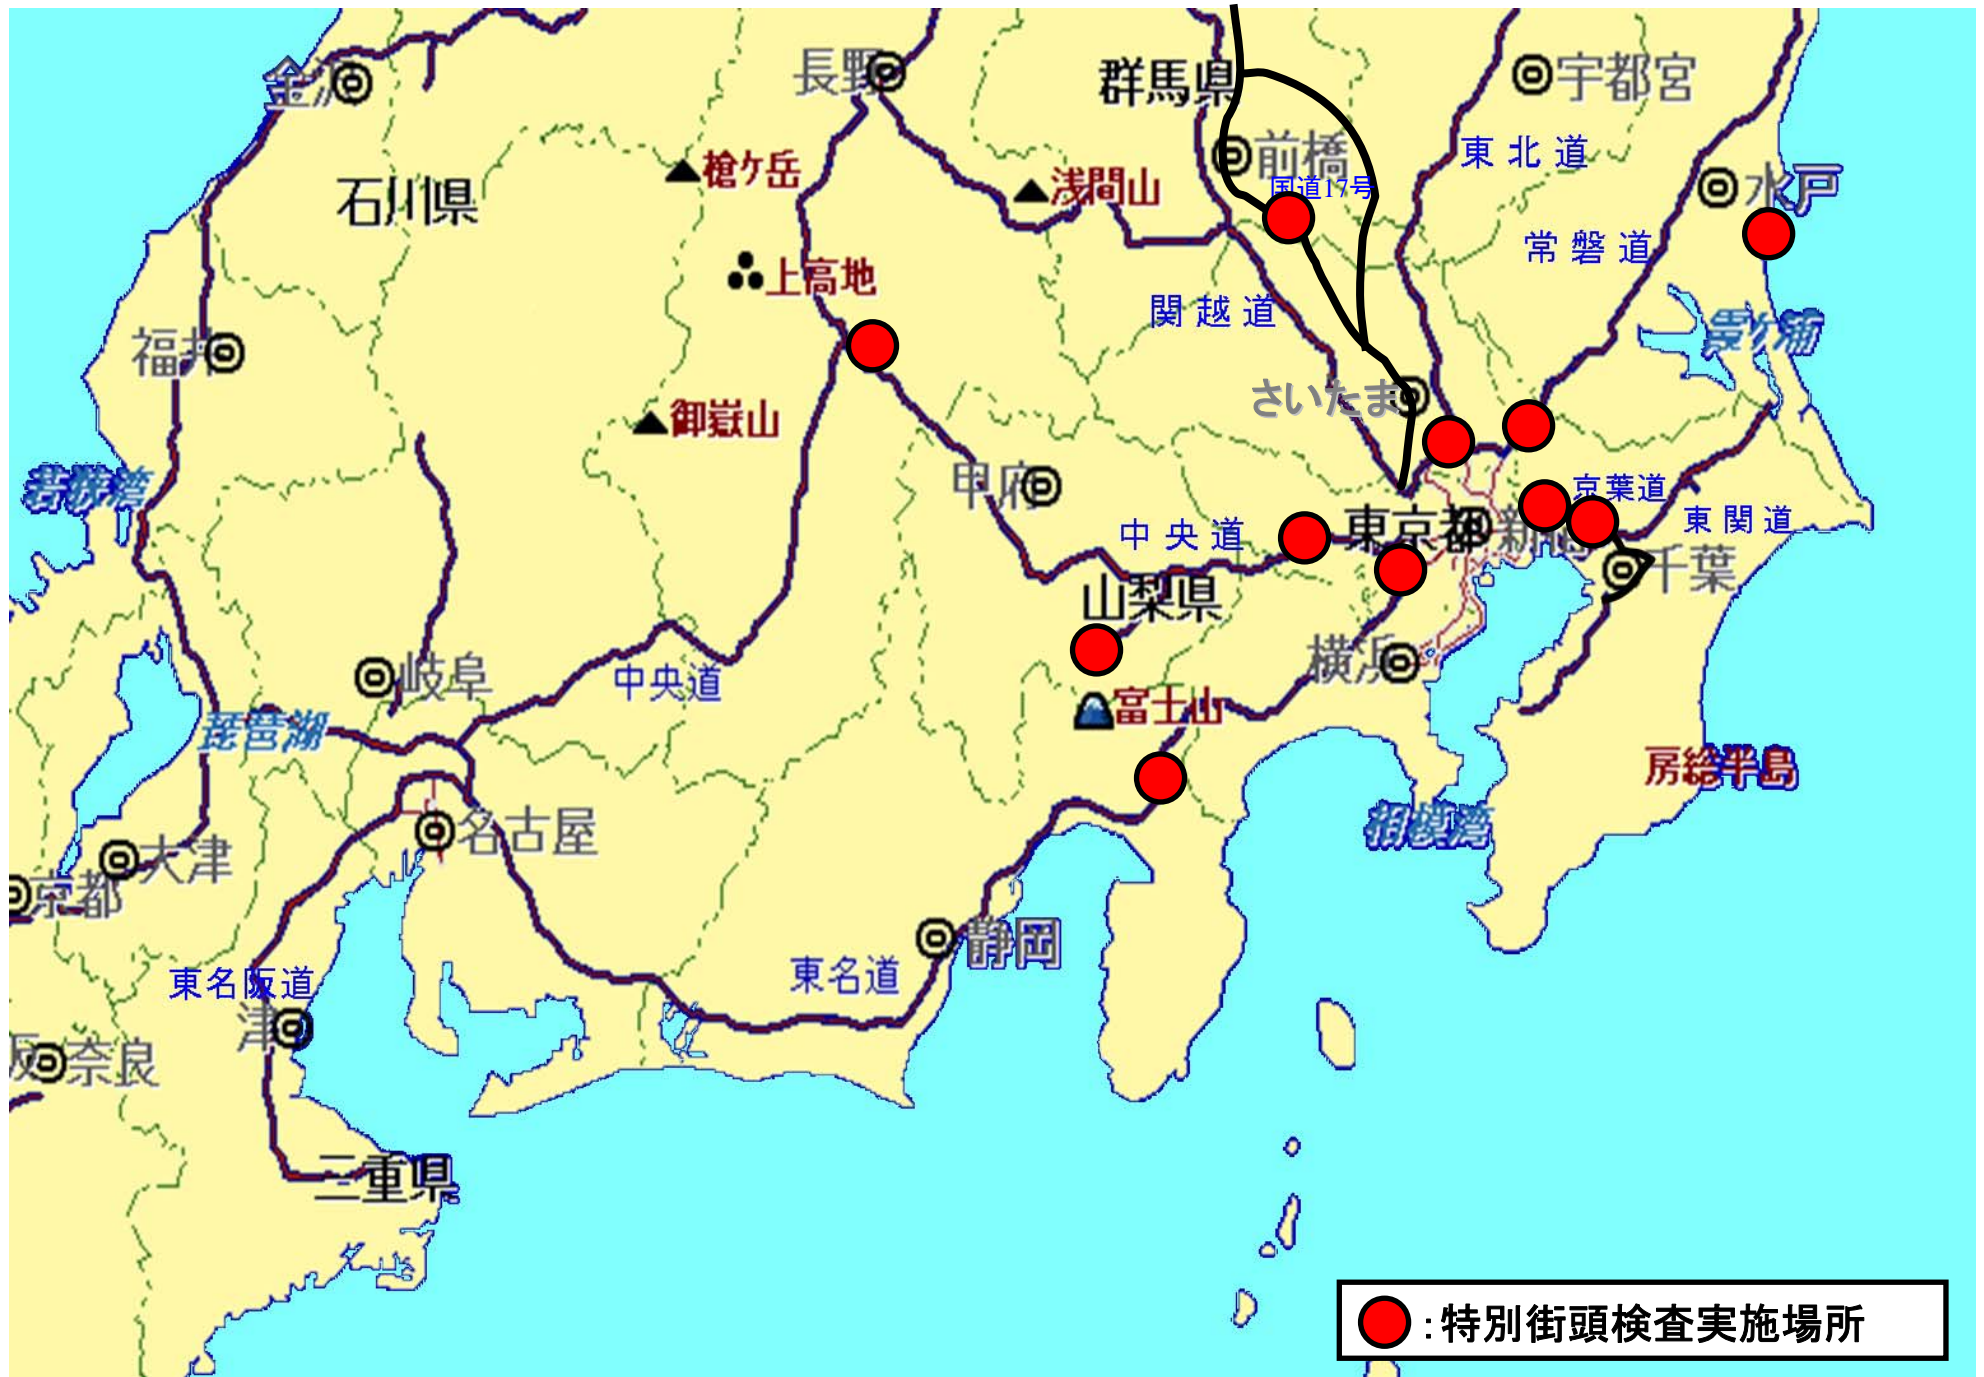 金沢
長野
群馬県
宇都宮
前橋
東北道
槍ケ岳
浅間山
国道17号
水戸
石川県
常磐道
上高地
関越道
霞ケ浦
福井
さいたま
御嶽山
若狭湾
甲府
京葉道
中央道
東京都
新宿
東関道
山梨県
千葉
横浜
岐阜
中央道
琵琶湖
富士山
房総半島
名古屋
相模湾
大津
京都
静岡
東名阪道
東名道
津
阪
奈良
三重県
:特別街頭検査実施場所